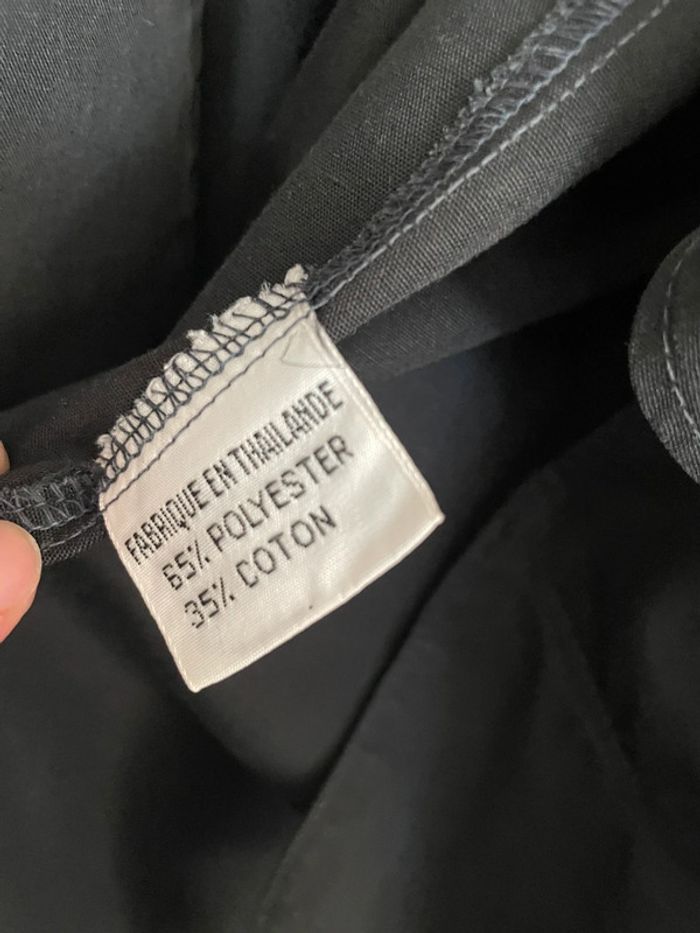 FABRIQUE EN THAILANDE
65% POLYESTER
35% COTON